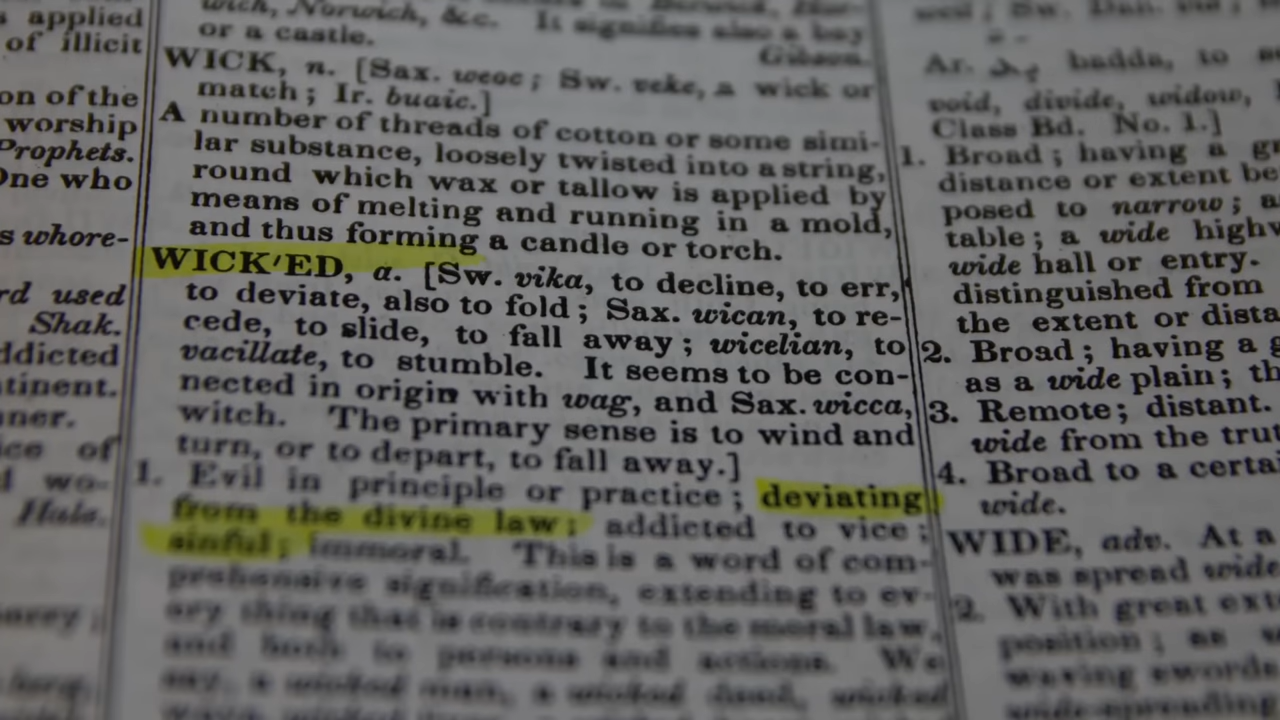 s applied
of illicit
on of the
worship
Prophets.
One who
s whore-
rd used
Shak.
ddicted
tinent.
ner.
ice of
d wo-
Hale.
wich, Norwich, &c. It signifies also a bay
or a castle.
Gibson.
WICK, n. [Sax. weoc; Sw. veke, a wick or
match; Ir. buaic.]
A number of threads of cotton or some simi-
lar substance, loosely twisted into a string,
round which wax or tallow is applied by
means of melting and running in a mold,
and thus forming a candle or torch.
WICK'ED, a. [Sw. vika, to decline, to err,
to deviate, also to fold; Sax. wican, to re-
cede, to slide, to fall away; wicelian, to
vacillate, to stumble. It seems to be con-
nected in origin with wag, and Sax. wicca,
witch. The primary sense is to wind and
turn, or to depart, to fall away.]
1. Evil in principle or practice; deviating
from the divine law; addicted to vice;
sinful; immoral. This is a word of com-
prehensive signification, extending to ev-
ery thing that is contrary to the moral law,
and both to persons and actions. We
say, a wicked man, a wicked deed, wicked
Ar. badda, to
void, divide, widow,
Class Bd. No. 1.]
1. Broad; having a g
distance or extent be
posed to narrow; a
table; a wide highw
wide hall or entry.
distinguished from
the extent or dista
2. Broad; having a g
as a wide plain; th
3. Remote; distant.
wide from the trut
4. Broad to a certai
wide.
WIDE, adv. At a
was spread wide
2. With great ext
position; as
waving swords
wide-spreading